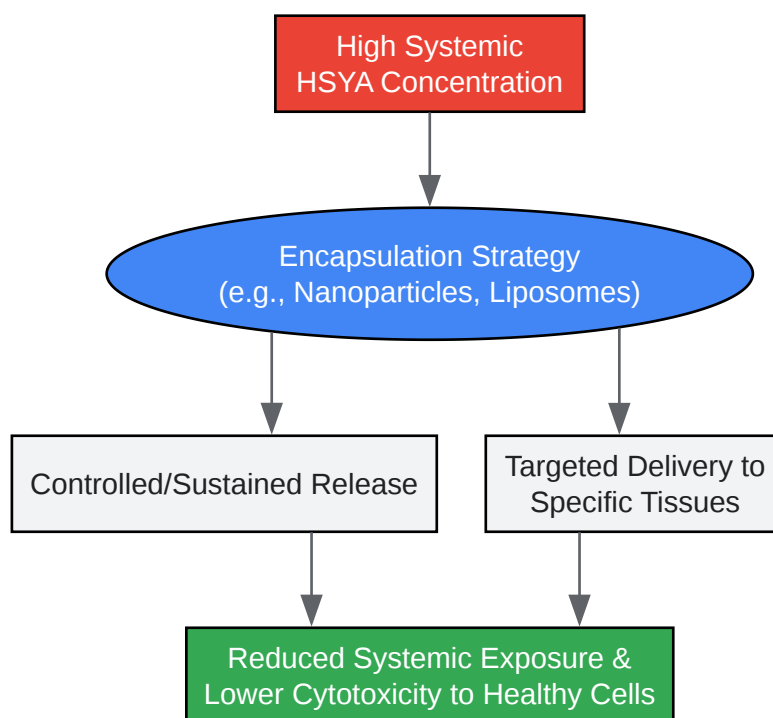 High Systemic
HSYA Concentration
Encapsulation Strategy
(e.g., Nanoparticles, Liposomes)
Controlled/Sustained Release
Targeted Delivery to
Specific Tissues
Reduced Systemic Exposure &
Lower Cytotoxicity to Healthy Cells